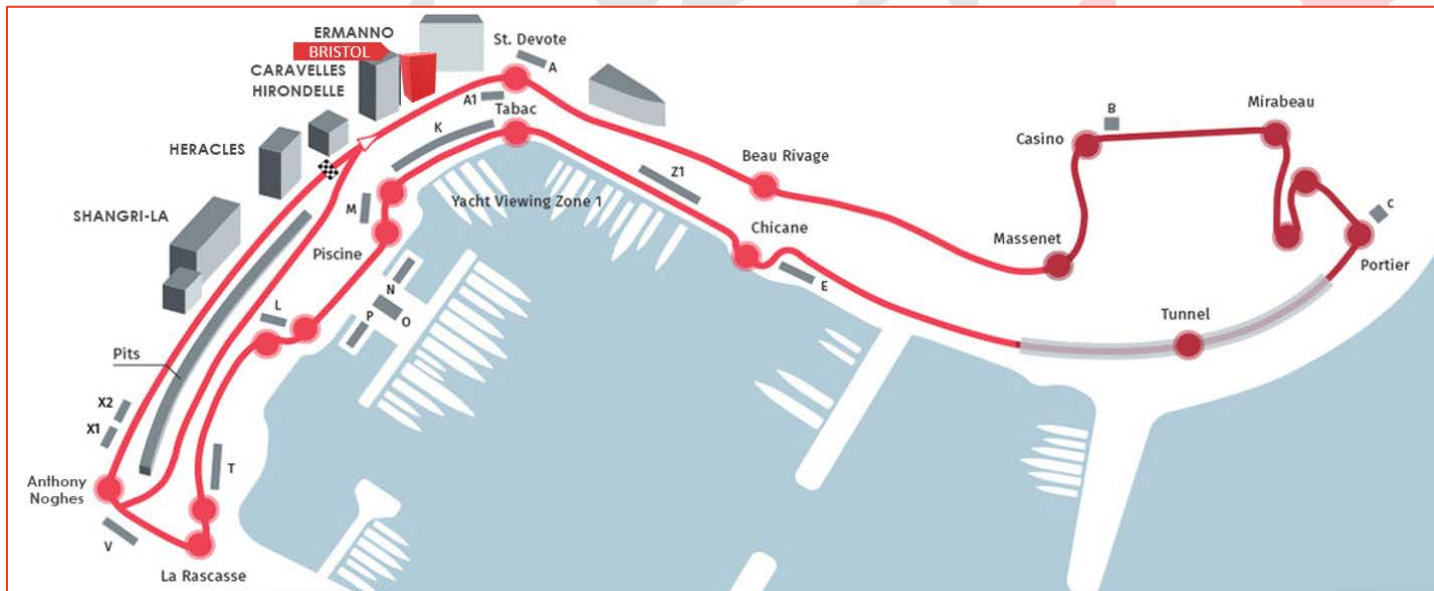 ERMANNO
BRISTOL
CARAVELLES
HIRONDELLE
St. Devote
A
A1
Tabac
K
HERACLES
SHANGRI-LA
M
Piscine
Yacht Viewing Zone 1
Z1
Beau Rivage
Chicane
E
Casino
B
Mirabeau
C
Massenet
Portier
Tunnel
N
O
P
L
Pits
X2
X1
T
Anthony
Noghes
V
La Rascasse